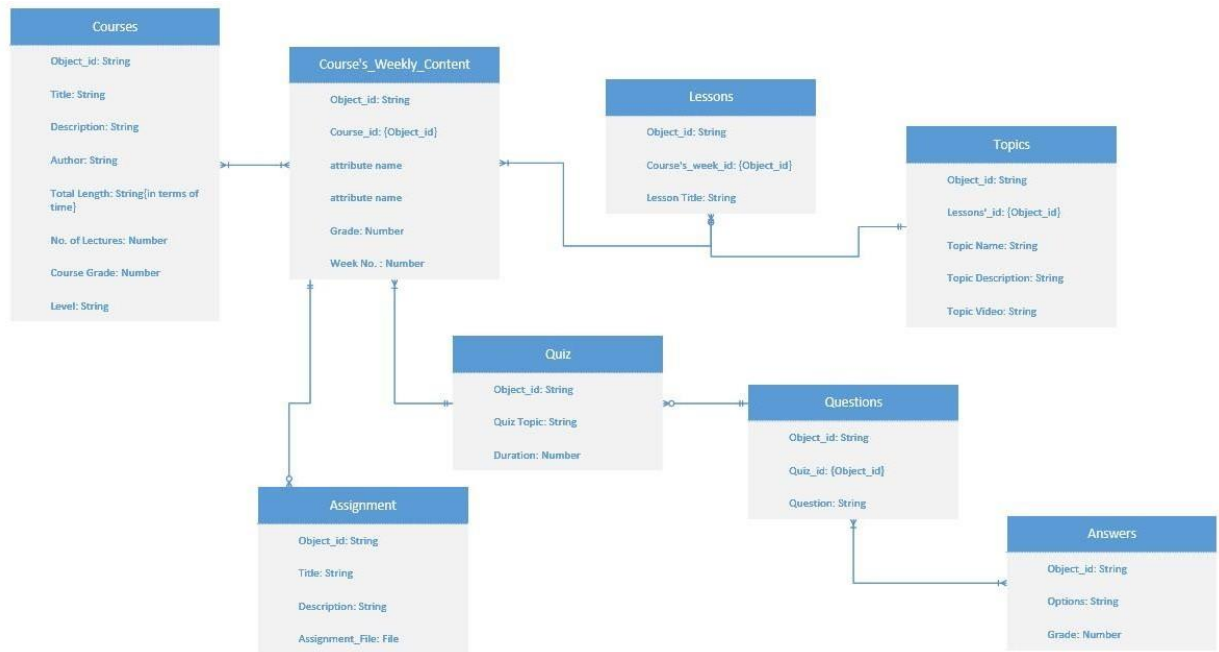 Courses
Object_id: String
Title: String
Description: String
Author: String
Total Length: String{in terms of
time}
No. of Lectures: Number
Course Grade: Number
Level: String
Course's_Weekly_Content
Object_id: String
Course_id: {Object_id}
attribute name
attribute name
Grade: Number
Week No. : Number
Lessons
Object_id: String
Course's_week_id: {Object_id}
Lesson Title: String
Topics
Object_id: String
Lessons'_id: {Object_id}
Topic Name: String
Topic Description: String
Topic Video: String
Quiz
Object_id: String
Quiz Topic: String
Duration: Number
Questions
Object_id: String
Quiz_id: {Object_id}
Question: String
Assignment
Object_id: String
Title: String
Description: String
Assignment_File: File
Answers
Object_id: String
Options: String
Grade: Number